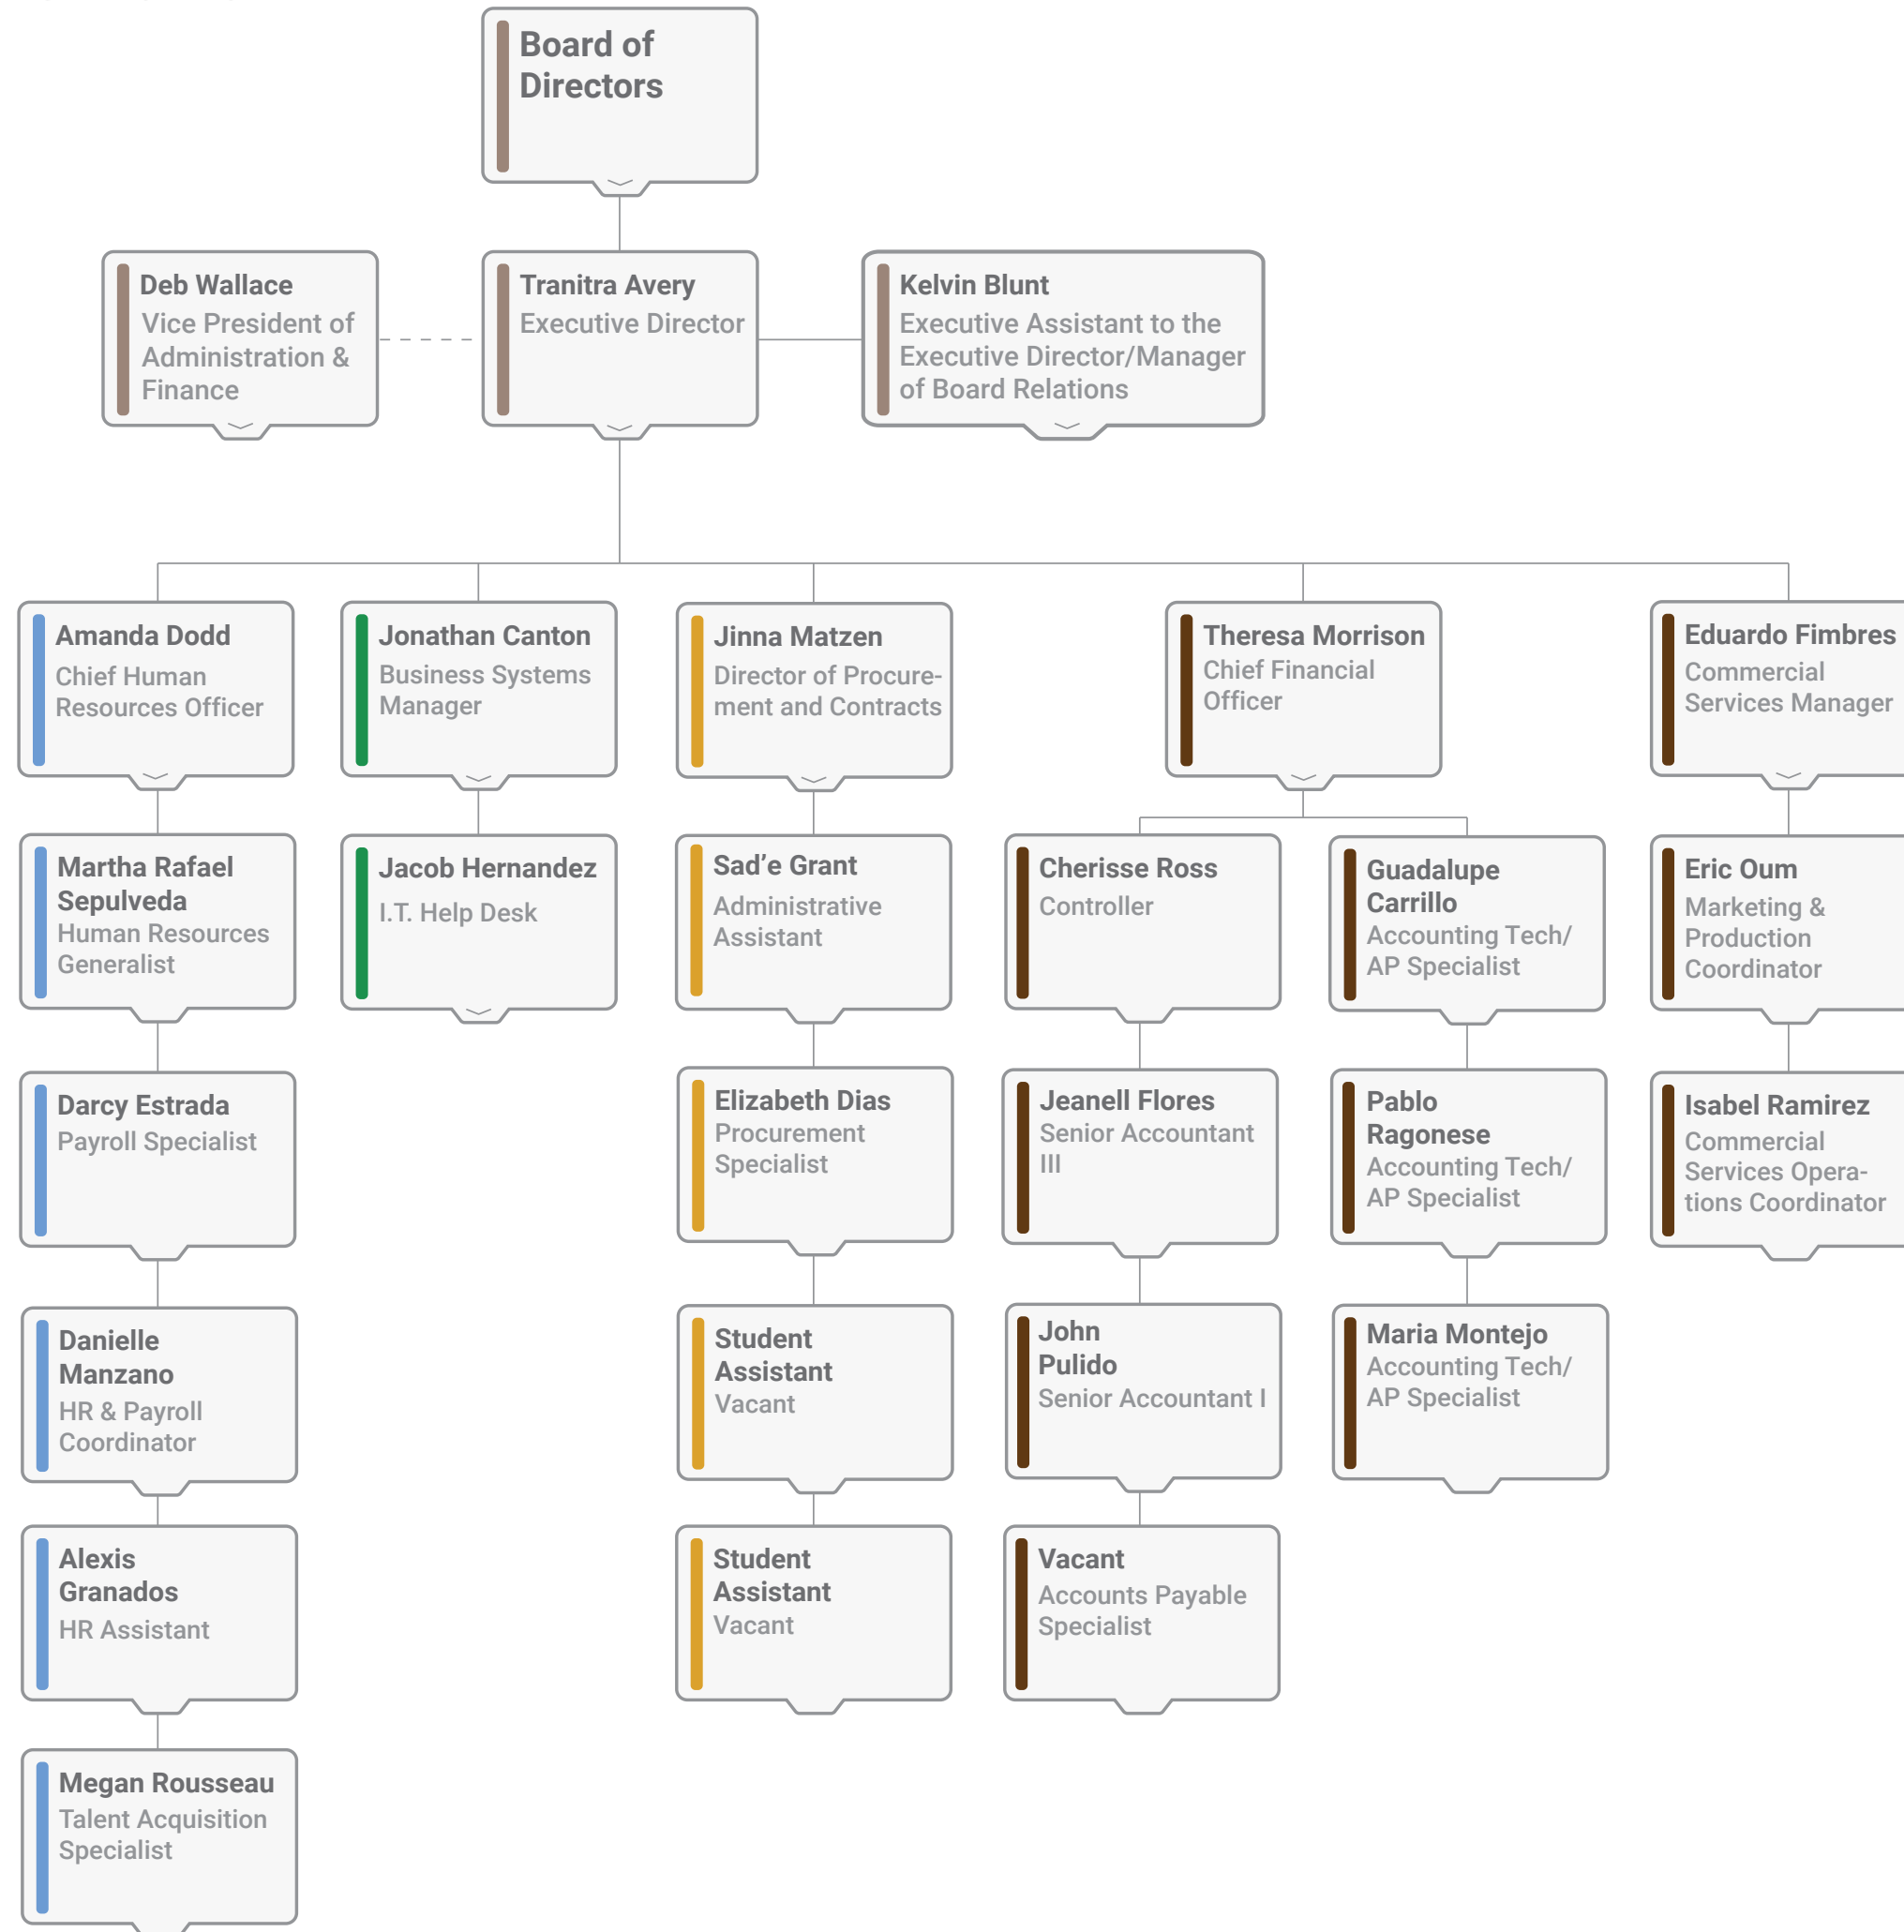 Board of
Directors
Deb Wallace
Vice President of
Administration &
Finance
Tranitra Avery
Executive Director
Kelvin Blunt
Executive Assistant to the
Executive Director/Manager
of Board Relations
Amanda Dodd
Chief Human
Resources Officer
Jonathan Canton
Business Systems
Manager
Jinna Matzen
Director of Procure-
ment and Contracts
Theresa Morrison
Chief Financial
Officer
Eduardo Fimbres
Commercial
Services Manager
Martha Rafael
Sepulveda
Human Resources
Generalist
Jacob Hernandez
I.T. Help Desk
Sad’e Grant
Administrative
Assistant
Cherisse Ross
Controller
Guadalupe
Carrillo
Accounting Tech/
AP Specialist
Eric Oum
Marketing &
Production
Coordinator
Darcy Estrada
Payroll Specialist
Elizabeth Dias
Procurement
Specialist
Jeanell Flores
Senior Accountant
III
Pablo
Ragonese
Accounting Tech/
AP Specialist
Isabel Ramirez
Commercial
Services Opera-
tions Coordinator
Danielle
Manzano
HR & Payroll
Coordinator
Student
Assistant
Vacant
John
Pulido
Senior Accountant I
Maria Montejo
Accounting Tech/
AP Specialist
Alexis
Granados
HR Assistant
Student
Assistant
Vacant
Vacant
Accounts Payable
Specialist
Megan Rousseau
Talent Acquisition
Specialist